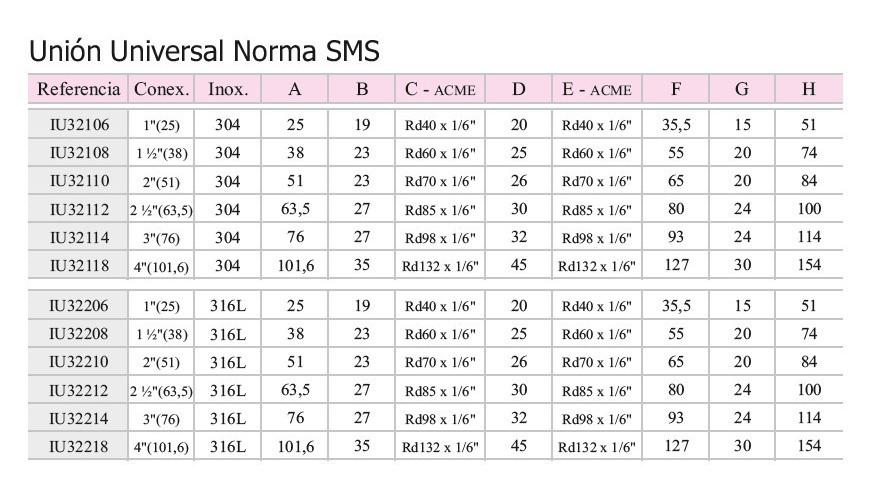 Unión Universal Norma SMS
Referencia Conex. Inox. A B C - ACME D E - ACME F G H
IU32106 1"(25) 304 25 19 Rd40 x 1/6" 20 Rd40 x 1/6" 35,5 15 51
IU32108 1 ½"(38) 304 38 23 Rd60 x 1/6" 25 Rd60 x 1/6" 55 20 74
IU32110 2"(51) 304 51 23 Rd70 x 1/6" 26 Rd70 x 1/6" 65 20 84
IU32112 2 ½"(63,5) 304 63,5 27 Rd85 x 1/6" 30 Rd85 x 1/6" 80 24 100
IU32114 3"(76) 304 76 27 Rd98 x 1/6" 32 Rd98 x 1/6" 93 24 114
IU32118 4"(101,6) 304 101,6 35 Rd132 x 1/6" 45 Rd132 x 1/6" 127 30 154
IU32206 1"(25) 316L 25 19 Rd40 x 1/6" 20 Rd40 x 1/6" 35,5 15 51
IU32208 1 ½"(38) 316L 38 23 Rd60 x 1/6" 25 Rd60 x 1/6" 55 20 74
IU32210 2"(51) 316L 51 23 Rd70 x 1/6" 26 Rd70 x 1/6" 65 20 84
IU32212 2 ½"(63,5) 316L 63,5 27 Rd85 x 1/6" 30 Rd85 x 1/6" 80 24 100
IU32214 3"(76) 316L 76 27 Rd98 x 1/6" 32 Rd98 x 1/6" 93 24 114
IU32218 4"(101,6) 316L 101,6 35 Rd132 x 1/6" 45 Rd132 x 1/6" 127 30 154